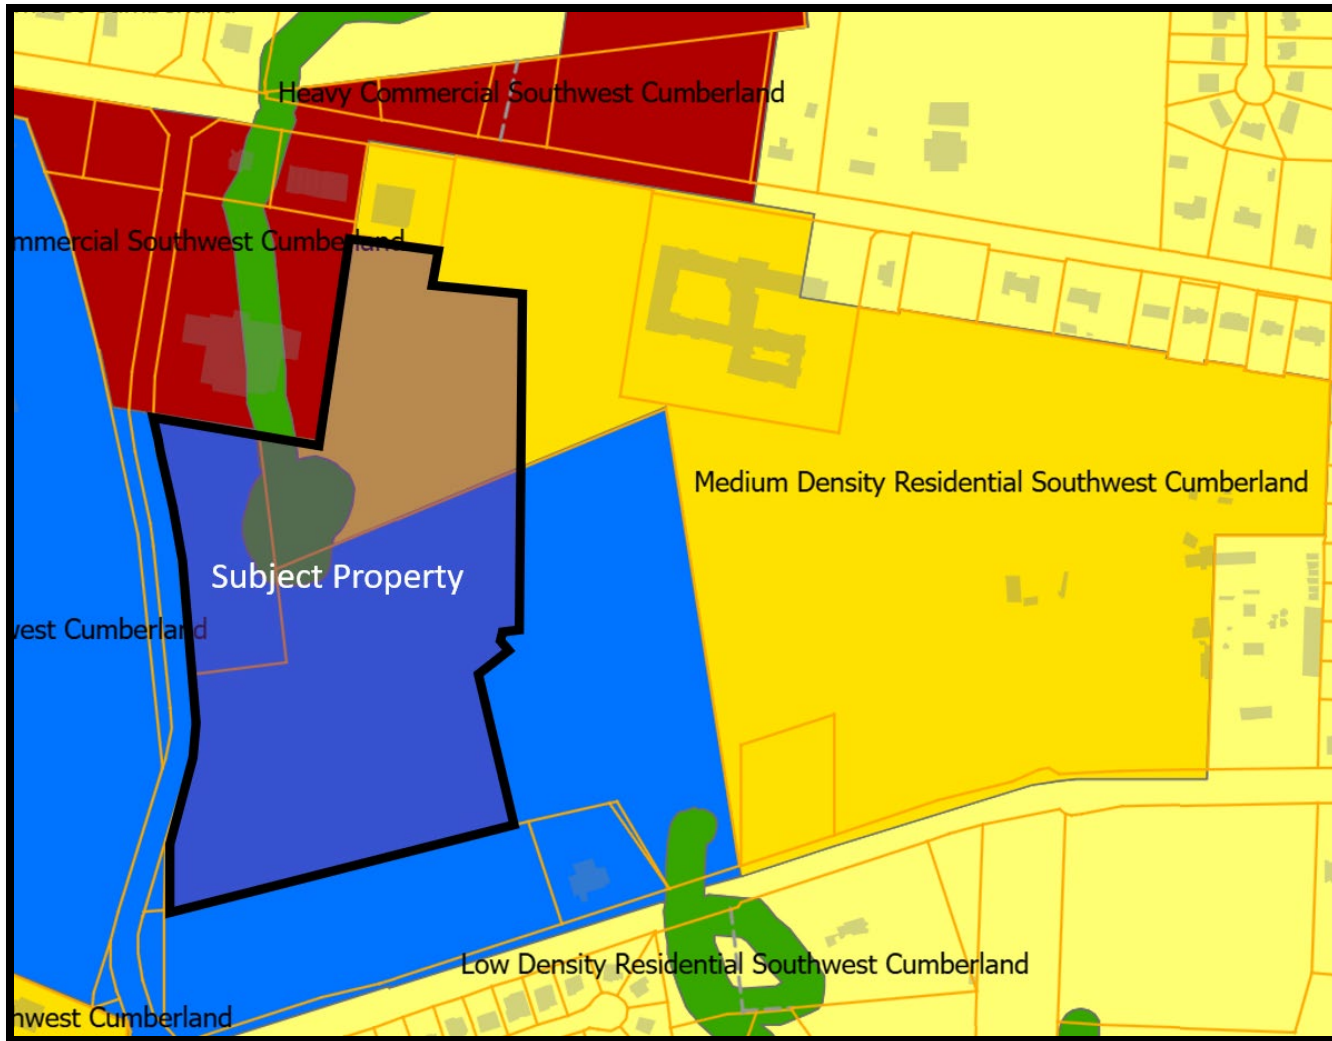 Heavy Commercial Southwest Cumberland
mmercial Southwest Cumberland
Medium Density Residential Southwest Cumberland
Subject Property
west Cumberland
Low Density Residential Southwest Cumberland
hwest Cumberland